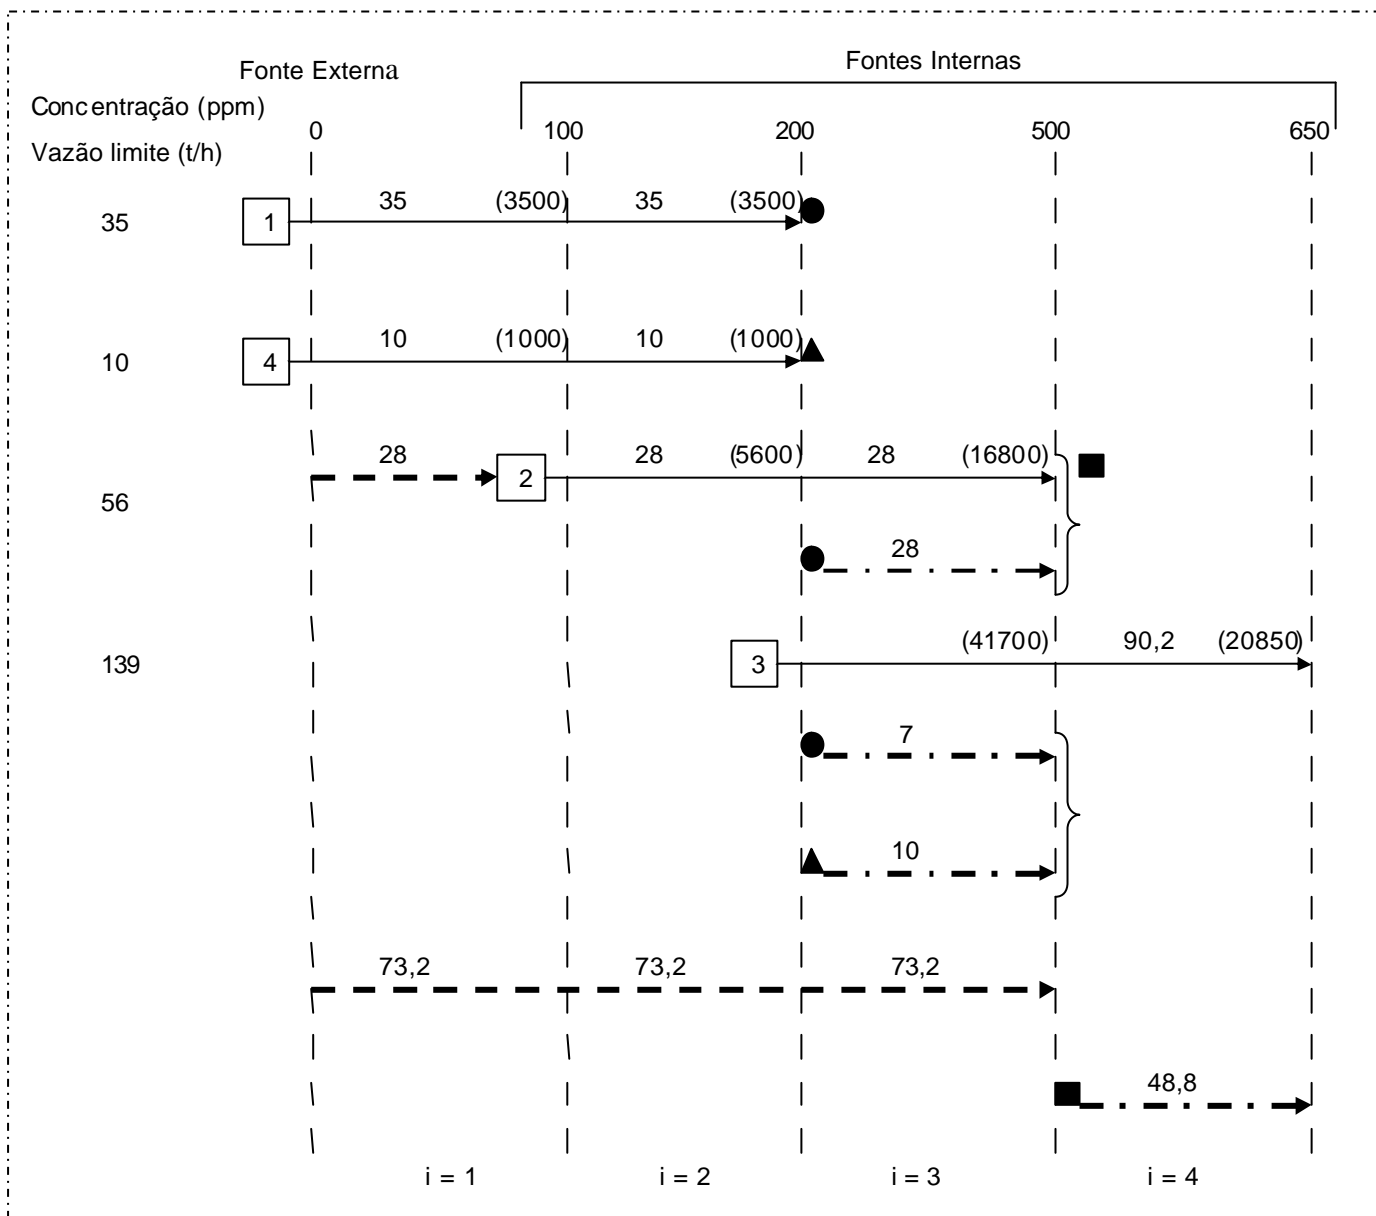 Fonte Externa
Fontes Internas
Concentração (ppm)
0 100 200 500 650
Vazão limite (t/h)
35 1 35 (3500) 35 (3500)
10 4 10 (1000) 10 (1000)
28 2 28 (5600) 28 (16800)
56
28
139 3 (41700) 90,2 (20850)
7
10
73,2 73,2 73,2
48,8
i = 1 i = 2 i = 3 i = 4